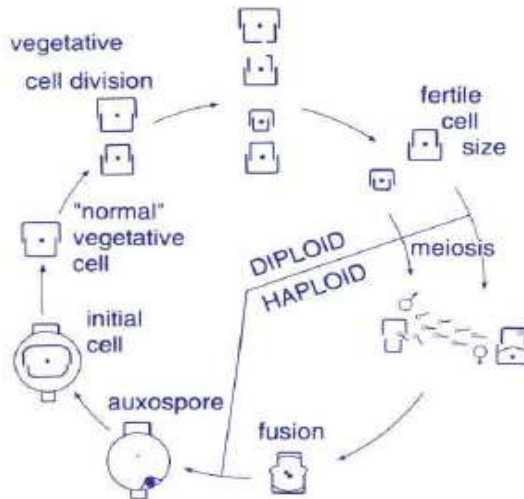 vegetative
cell division
fertile
cell
size
"normal"
vegetative
cell
DIPLOID
HAPLOID
meiosis
♂
♀
initial
cell
auxospore
fusion